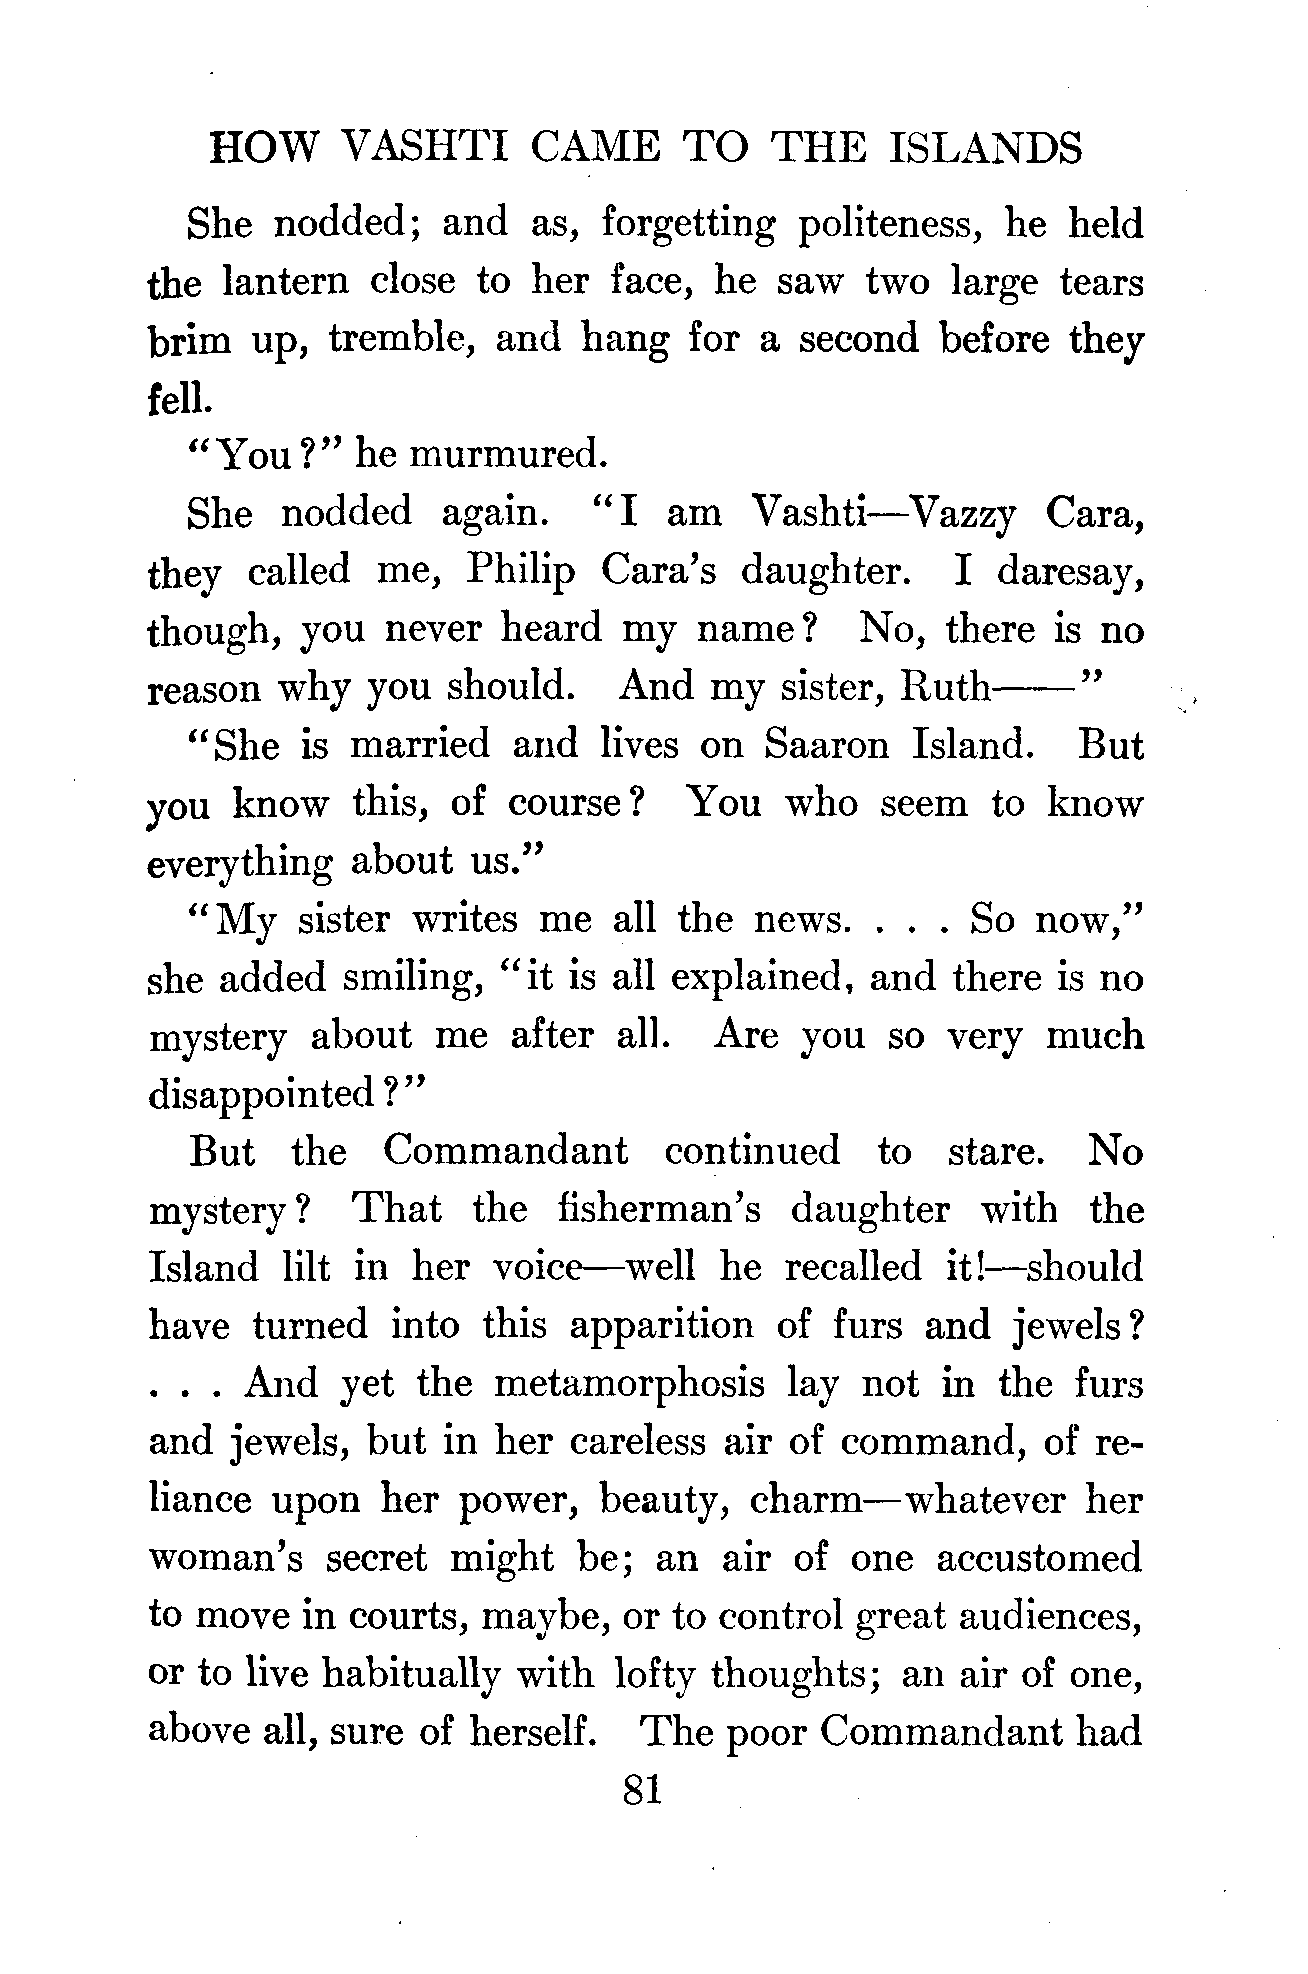 HOW VASHTI CAME TO THE ISLANDS
She nodded; and as, forgetting politeness, he held
the lantern close to her face, he saw two large tears
brim up, tremble, and hang for a second before they
fell.
"You?" he murmured.
She nodded again. "I am Vashti—Vazzy Cara,
they called me, Philip Cara's daughter. I daresay,
though, you never heard my name? No, there is no
reason why you should. And my sister, Ruth——"
"She is married and lives on Saaron Island. But
you know this, of course? You who seem to know
everything about us."
"My sister writes me all the news. . . . So now,"
she added smiling, "it is all explained, and there is no
mystery about me after all. Are you so very much
disappointed?"
But the Commandant continued to stare. No
mystery? That the fisherman's daughter with the
Island lilt in her voice—well he recalled it!—should
have turned into this apparition of furs and jewels?
. . . And yet the metamorphosis lay not in the furs
and jewels, but in her careless air of command, of re-
liance upon her power, beauty, charm—whatever her
woman's secret might be; an air of one accustomed
to move in courts, maybe, or to control great audiences,
or to live habitually with lofty thoughts; an air of one,
above all, sure of herself. The poor Commandant had
81